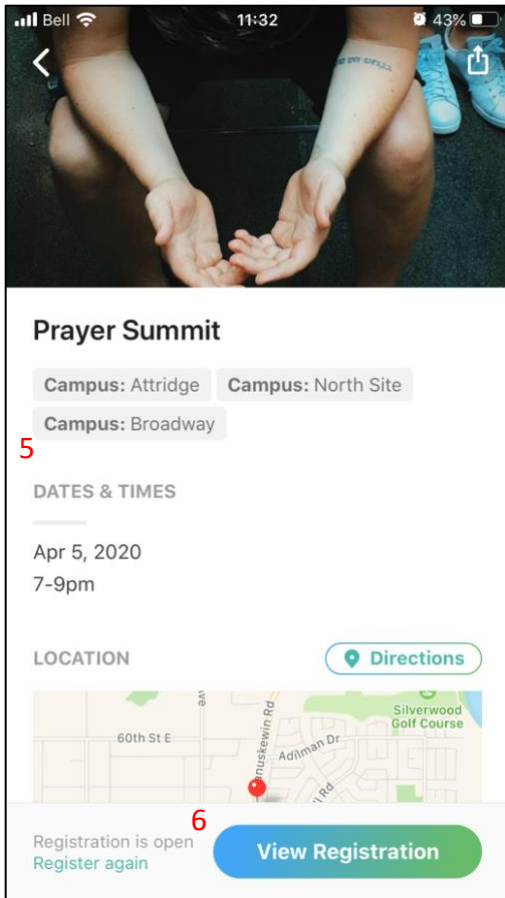 Bell 11:32 43%
Prayer Summit
Campus: Attridge Campus: North Site
Campus: Broadway
5
DATES & TIMES
Apr 5, 2020
7-9pm
LOCATION Directions
Silverwood
Golf Course
60th St E
Adilman Dr
6
Registration is open
Register again
View Registration